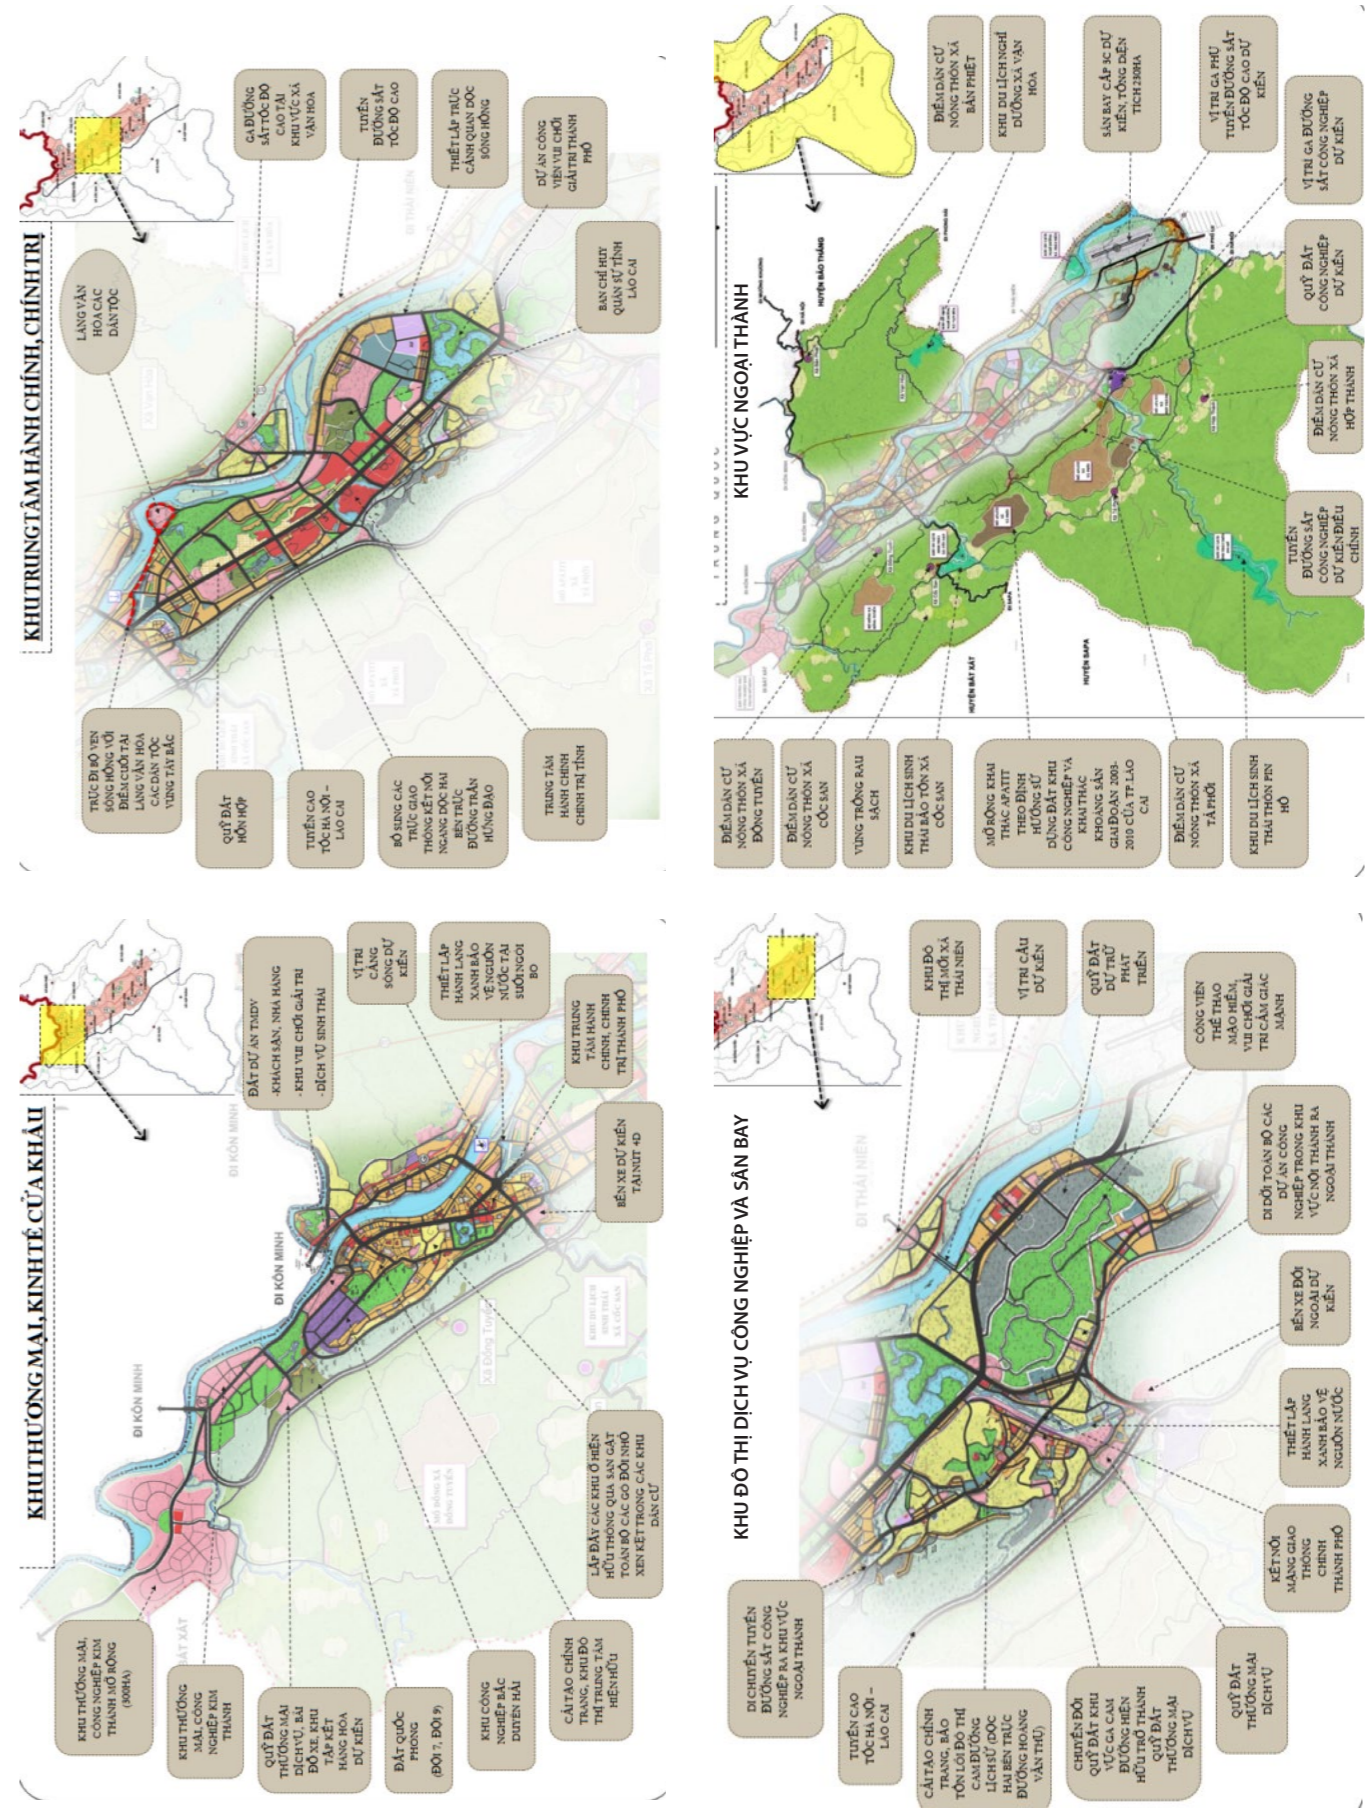 KHU TRUNG TÂM HÀNH CHÍNH, CHÍNH TRỊ
LÀNG VĂN
HOÁ CÁC
DÂN TỘC
GA ĐƯỜNG
SẮT TỐC ĐỘ
CAO TẠI
KHU VỰC XÃ
VẠN HOÀ
TUYẾN
ĐƯỜNG SẮT
TỐC ĐỘ CAO
THIẾT LẬP TRỤC
CẢNH QUAN DỌC
SÔNG HỒNG
DỰ ÁN CÔNG
VIÊN VUI CHƠI
GIẢI TRÍ THÀNH
PHỐ
BAN CHỈ HUY
QUÂN SỰ TỈNH
LÀO CAI
ĐI THÁI NIÊN
TRỤC ĐI BỘ VEN
SÔNG HỒNG VỚI
ĐIỂM CUỐI TẠI
LÀNG VĂN HOÁ
CÁC DÂN TỘC
VÙNG TÂY BẮC
QUỸ ĐẤT
HỖN HỢP
TUYẾN CAO
TỐC HÀ NỘI –
LÀO CAI
BỔ SUNG CÁC
TRỤC GIAO
THÔNG KẾT NỐI
NGANG DỌC HAI
BÊN TRỤC
ĐƯỜNG TRẦN
HƯNG ĐẠO
TRUNG TÂM
HÀNH CHÍNH
CHÍNH TRỊ TỈNH
KHU VỰC NGOẠI THÀNH
ĐIỂM DÂN CƯ
NÔNG THÔN XÃ
BẢN PHIỆT
KHU DU LỊCH NGHỈ
DƯỠNG XÃ VẠN
HOÀ
SÂN BAY CẤP 3C DỰ
KIẾN, TỔNG DIỆN
TÍCH 280HA
VỊ TRÍ GA PHỤ
TUYẾN ĐƯỜNG SẮT
TỐC ĐỘ CAO DỰ
KIẾN
VỊ TRÍ GA ĐƯỜNG
SẮT CÔNG NGHIỆP
DỰ KIẾN
QUỸ ĐẤT
CÔNG NGHIỆP
DỰ KIẾN
ĐIỂM DÂN CƯ
NÔNG THÔN XÃ
HỢP THÀNH
TUYẾN
ĐƯỜNG SẮT
CÔNG NGHIỆP
DỰ KIẾN ĐIỀU
CHỈNH
HUYỆN BẢO THẮNG
HUYỆN BÁT XÁT
HUYỆN SAPA
ĐIỂM DÂN CƯ
NÔNG THÔN XÃ
ĐỒNG TUYỂN
ĐIỂM DÂN CƯ
NÔNG THÔN XÃ
CỐC SAN
VÙNG TRỒNG RAU
SẠCH
KHU DU LỊCH SINH
THÁI BẢO TỒN XÃ
CỐC SAN
MỞ RỘNG KHAI
THÁC APATIT
THEO ĐỊNH
HƯỚNG SỬ
DỤNG ĐẤT KHU
CÔNG NGHIỆP VÀ
KHAI THÁC
KHOÁNG SẢN
GIAI ĐOẠN 2003-
2010 CỦA TP LÀO
CAI
ĐIỂM DÂN CƯ
NÔNG THÔN XÃ
TẢ PHỜI
KHU DU LỊCH SINH
THÁI THÔN PIN
HỒ
KHU THƯƠNG MẠI, KINH TẾ CỬA KHẨU
ĐẤT DỰ ÁN TMDV
-KHÁCH SẠN, NHÀ HÀNG
- KHU VUI CHƠI GIẢI TRÍ
- DỊCH VỤ SINH THÁI
VỊ TRÍ
CẢNG
SÔNG DỰ
KIẾN
THIẾT LẬP
HÀNH LANG
XANH BẢO
VỆ NGUỒN
NƯỚC TẠI
SUỐI NGÒI
BO
KHU TRUNG
TÂM HÀNH
CHÍNH, CHÍNH
TRỊ THÀNH PHỐ
BẾN XE DỰ KIẾN
TẠI NÚT 4D
LẤP ĐẦY CÁC KHU Ở HIỆN
HỮU THÔNG QUA SAN GẠT
TOÀN BỘ CÁC GÒ ĐỒI NHỎ
XEN KẸT TRONG CÁC KHU
DÂN CƯ
ĐI KÔN MINH
ĐI KÔN MINH
ĐI KÔN MINH
KHU THƯƠNG MẠI,
CÔNG NGHIỆP KIM
THÀNH MỞ RỘNG
(800HA)
KHU THƯƠNG
MẠI, CÔNG
NGHIỆP KIM
THÀNH
QUỸ ĐẤT
THƯƠNG MẠI
DỊCH VỤ, BÃI
ĐỖ XE, KHU
TẬP KẾT
HÀNG HÓA
DỰ KIẾN
ĐẤT QUỐC
PHÒNG
(ĐỘI 7, ĐỘI 9)
KHU CÔNG
NGHIỆP BẮC
DUYÊN HẢI
CẢI TẠO CHỈNH
TRANG, KHU ĐÔ
THỊ TRUNG TÂM
HIỆN HỮU
KHU ĐÔ THỊ DỊCH VỤ CÔNG NGHIỆP VÀ SÂN BAY
KHU ĐÔ
THỊ MỚI XÃ
THÁI NIÊN
VỊ TRÍ CẦU
DỰ KIẾN
QUỸ ĐẤT
DỰ TRỮ
PHÁT
TRIỂN
CÔNG VIÊN
THỂ THAO
MẠO HIỂM,
VUI CHƠI GIẢI
TRÍ CẢM GIÁC
MẠNH
DI DỜI TOÀN BỘ CÁC
DỰ ÁN CÔNG
NGHIỆP TRONG KHU
VỰC NỘI THÀNH RA
NGOẠI THÀNH
BẾN XE ĐỐI
NGOẠI DỰ
KIẾN
THIẾT LẬP
HÀNH LANG
XANH BẢO VỆ
NGUỒN NƯỚC
KẾT NỐI
MẠNG GIAO
THÔNG
CHÍNH
THÀNH PHỐ
QUỸ ĐẤT
THƯƠNG MẠI
DỊCH VỤ
ĐI THÁI NIÊN
DI CHUYỂN TUYẾN
ĐƯỜNG SẮT CÔNG
NGHIỆP RA KHU VỰC
NGOẠI THÀNH
TUYẾN CAO
TỐC HÀ NỘI –
LÀO CAI
CẢI TẠO CHỈNH
TRANG, BẢO
TỒN LÕI ĐÔ THỊ
CAM ĐƯỜNG
LỊCH SỬ (DỌC
HAI BÊN TRỤC
ĐƯỜNG HOÀNG
VĂN THỤ)
CHUYỂN ĐỔI
QUỸ ĐẤT KHU
VỰC GA CAM
ĐƯỜNG HIỆN
HỮU TRỞ THÀNH
QUỸ ĐẤT
THƯƠNG MẠI
DỊCH VỤ